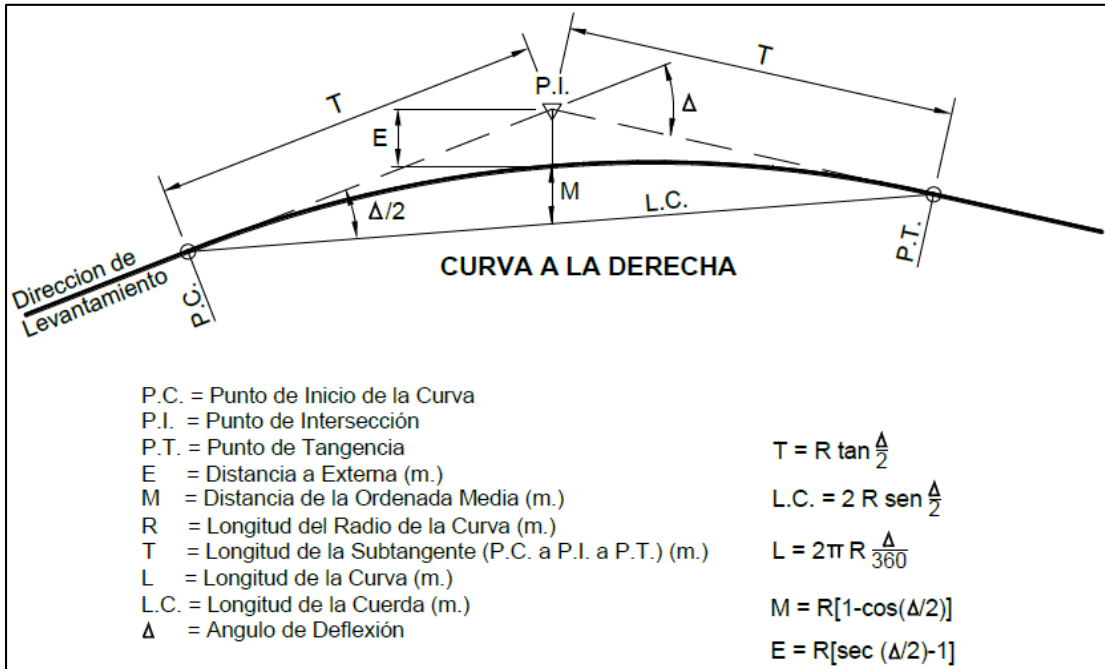 T
T
P.I.
Δ
E
M
Δ/2
L.C.
P.T.
CURVA A LA DERECHA
Direccion de
Levantamiento
P.C.
P.C. = Punto de Inicio de la Curva
P.I. = Punto de Intersección
P.T. = Punto de Tangencia
E = Distancia a Externa (m.)
M = Distancia de la Ordenada Media (m.)
R = Longitud del Radio de la Curva (m.)
T = Longitud de la Subtangente (P.C. a P.I. a P.T.) (m.)
L = Longitud de la Curva (m.)
L.C. = Longitud de la Cuerda (m.)
Δ = Angulo de Deflexión
T = R tan Δ/2
L.C. = 2 R sen Δ/2
L = 2π R Δ/360
M = R[1-cos(Δ/2)]
E = R[sec (Δ/2)-1]